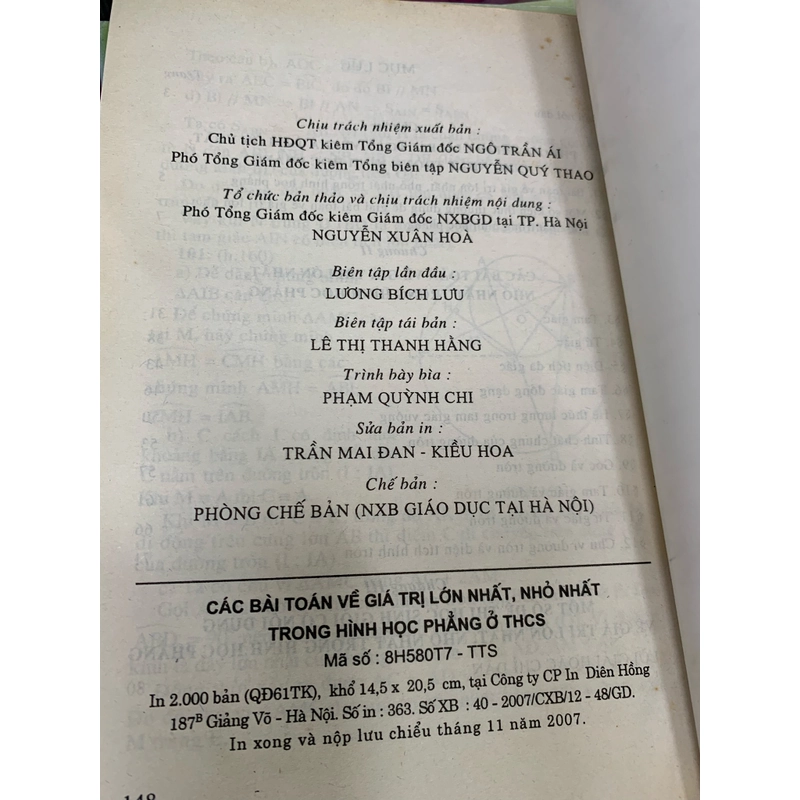 Chịu trách nhiệm xuất bản :
Chủ tịch HĐQT kiêm Tổng Giám đốc NGÔ TRẦN ÁI
Phó Tổng Giám đốc kiêm Tổng biên tập NGUYỄN QUÝ THAO
Tổ chức bản thảo và chịu trách nhiệm nội dung :
Phó Tổng Giám đốc kiêm Giám đốc NXBGD tại TP. Hà Nội
NGUYỄN XUÂN HOÀ
Biên tập lần đầu :
LƯƠNG BÍCH LƯU
Biên tập tái bản :
LÊ THỊ THANH HẰNG
Trình bày bìa :
PHẠM QUỲNH CHI
Sửa bản in :
TRẦN MAI ĐAN - KIỀU HOA
Chế bản :
PHÒNG CHẾ BẢN (NXB GIÁO DỤC TẠI HÀ NỘI)
CÁC BÀI TOÁN VỀ GIÁ TRỊ LỚN NHẤT, NHỎ NHẤT
TRONG HÌNH HỌC PHẲNG Ở THCS
Mã số : 8H580T7 - TTS
In 2.000 bản (QĐ61TK), khổ 14,5 x 20,5 cm, tại Công ty CP In Diên Hồng
187B Giảng Võ - Hà Nội. Số in : 363. Số XB : 40 - 2007/CXB/12 - 48/GD.
In xong và nộp lưu chiểu tháng 11 năm 2007.
148